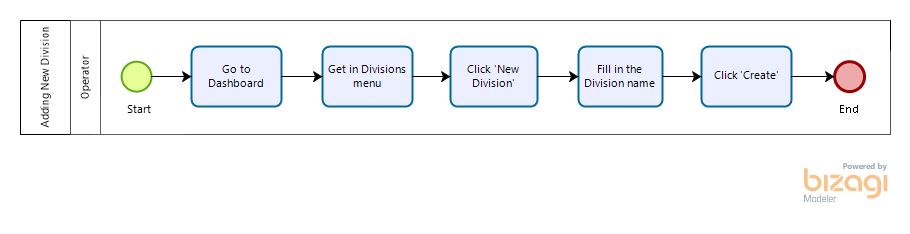 Adding New Division
Operator
Start
Go to
Dashboard
Get in Divisions
menu
Click 'New
Division'
Fill in the
Division name
Click 'Create'
End
Powered by
bizagi
Modeler